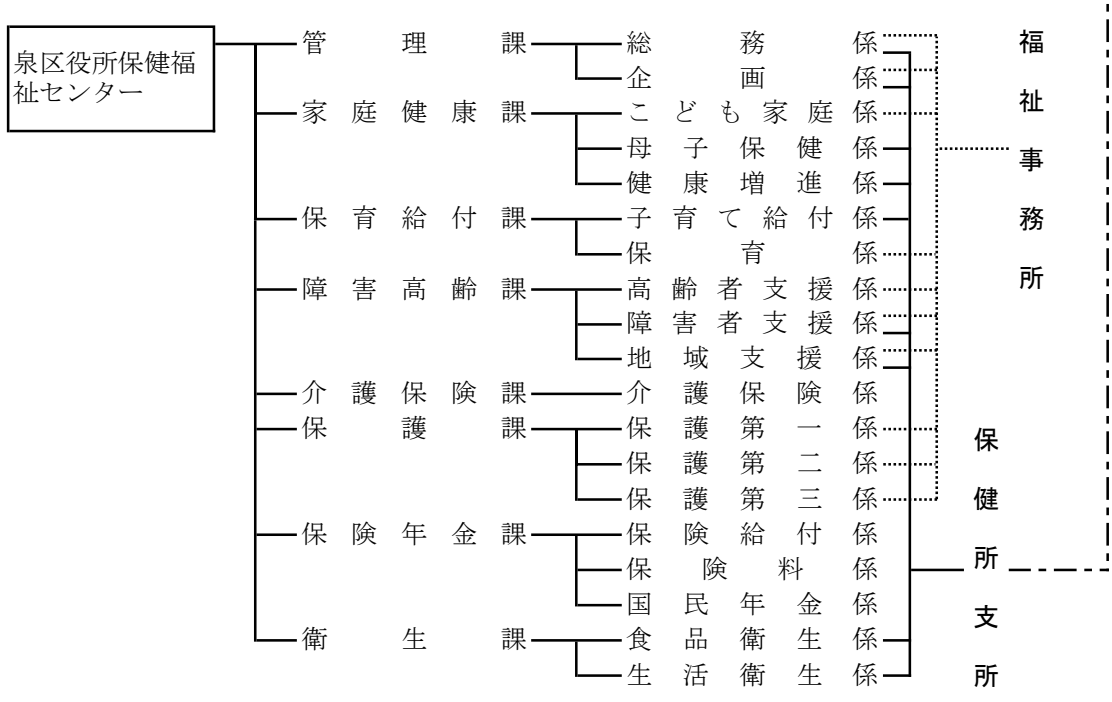 泉区役所保健福
祉センター
管理課
総務係
企画係
家庭健康課
こども家庭係
母子保健係
健康増進係
保育給付課
子育て給付係
保育係
障害高齢課
高齢者支援係
障害者支援係
地域支援係
介護保険課
介護保険係
保護課
保護第一係
保護第二係
保護第三係
保険年金課
保険給付係
保険料係
国民年金係
衛生課
食品衛生係
生活衛生係
福祉事務所
保健所支所